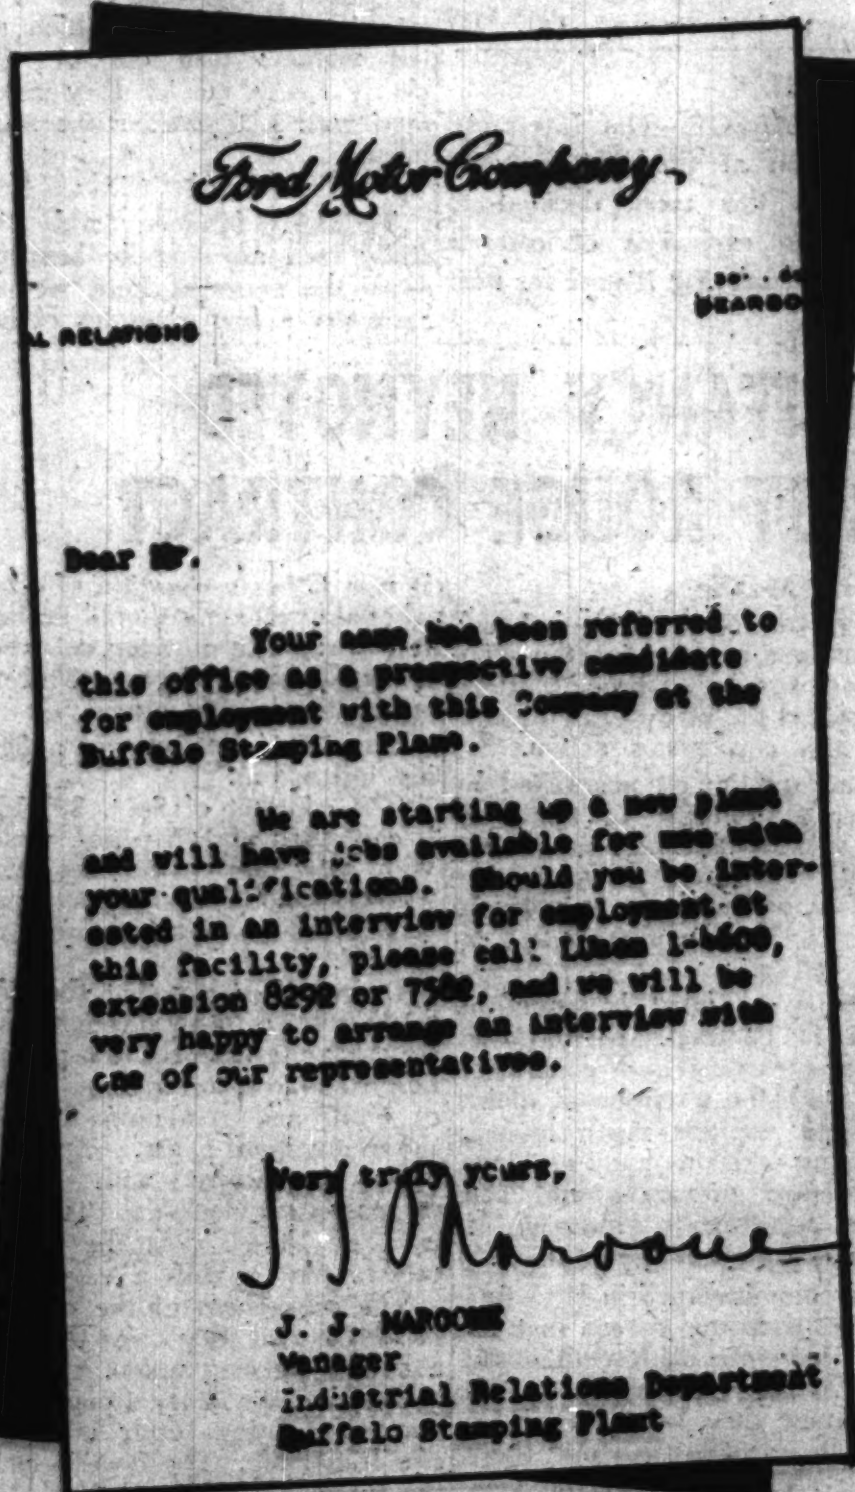 Ford Motor Company
DEARBO
AL RELATIONS
Dear Mr.
Your name has been referred to
this office as a prospective candidate
for employment with this Company at the
Buffalo Stamping Plant.
We are starting up a new plant
and will have jobs available for men with
your qualifications. Should you be inter-
ested in an interview for employment at
this facility, please call
extension 8292 or and we will be
very happy to arrange an interview with
one of our representatives.
Very truly yours,
J J Maroone
J. J. MAROONE
Manager
Industrial Relations Department
Buffalo Stamping Plant